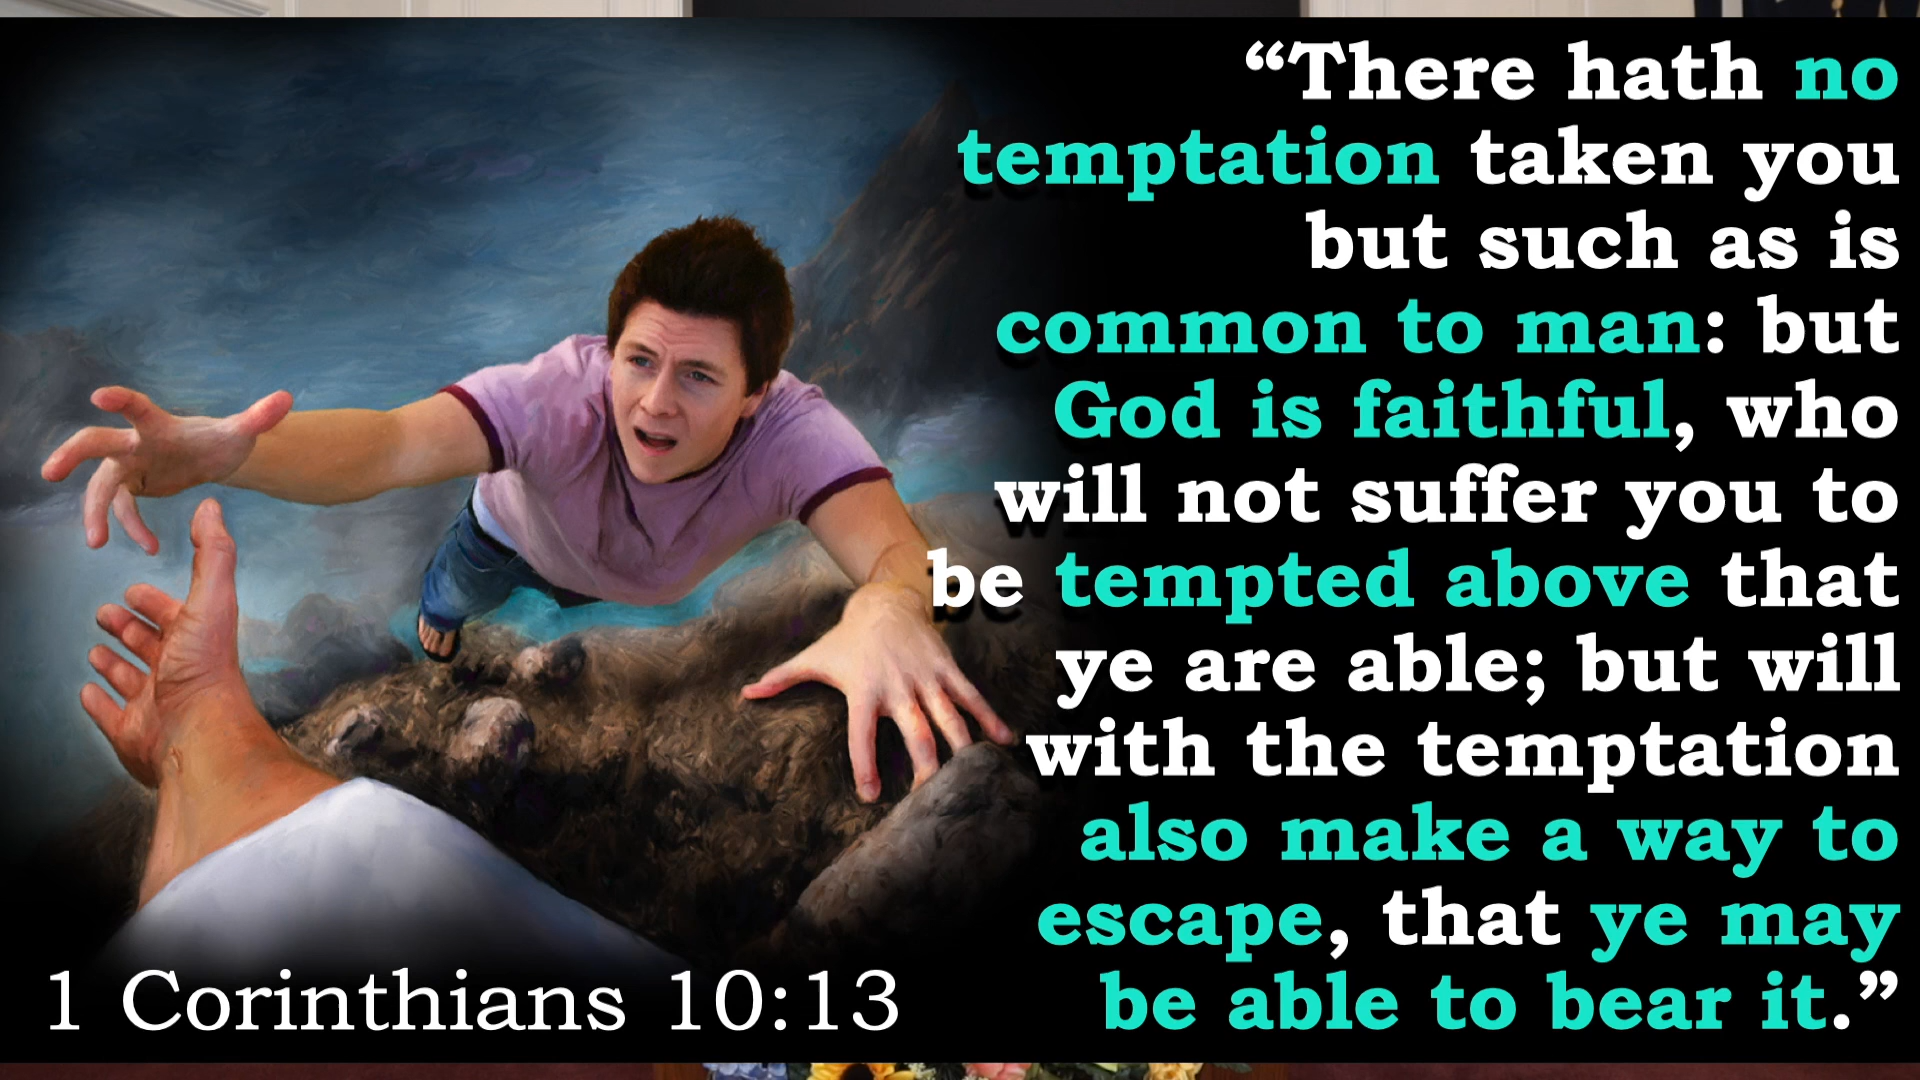 “There hath no
temptation taken you
but such as is
common to man: but
God is faithful, who
will not suffer you to
be tempted above that
ye are able; but will
with the temptation
also make a way to
escape, that ye may
be able to bear it.”
1 Corinthians 10:13